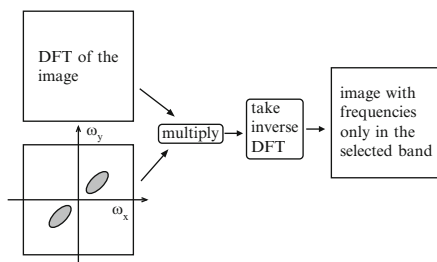 DFT of the
image
ω_y
ω_x
multiply
take
inverse
DFT
image with
frequencies
only in the
selected band